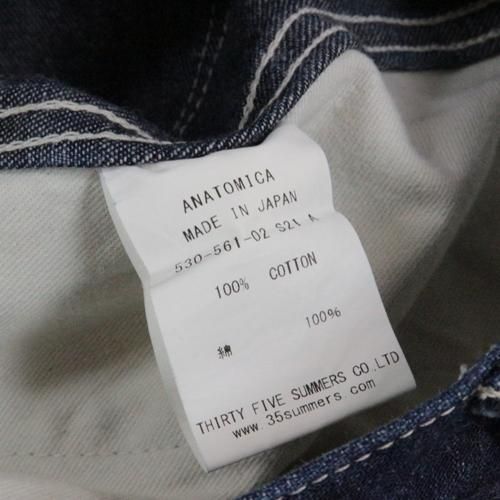 ANATOMICA
MADE IN JAPAN
530-561-02 S21 A
100% COTTON
綿 100%
THIRTY FIVE SUMMERS CO.,LTD
www.35summers.com